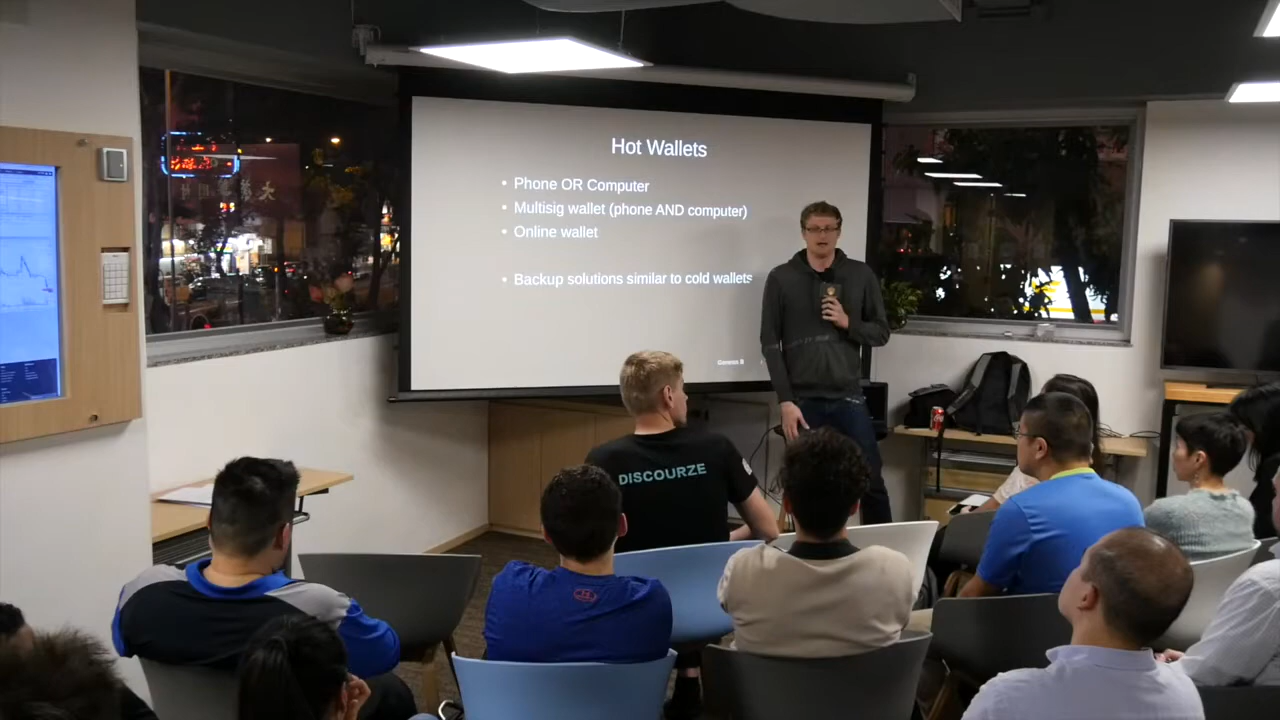 Hot Wallets
• Phone OR Computer
• Multisig wallet (phone AND computer)
• Online wallet
• Backup solutions similar to cold wallets
Genesis B
DISCOURZE